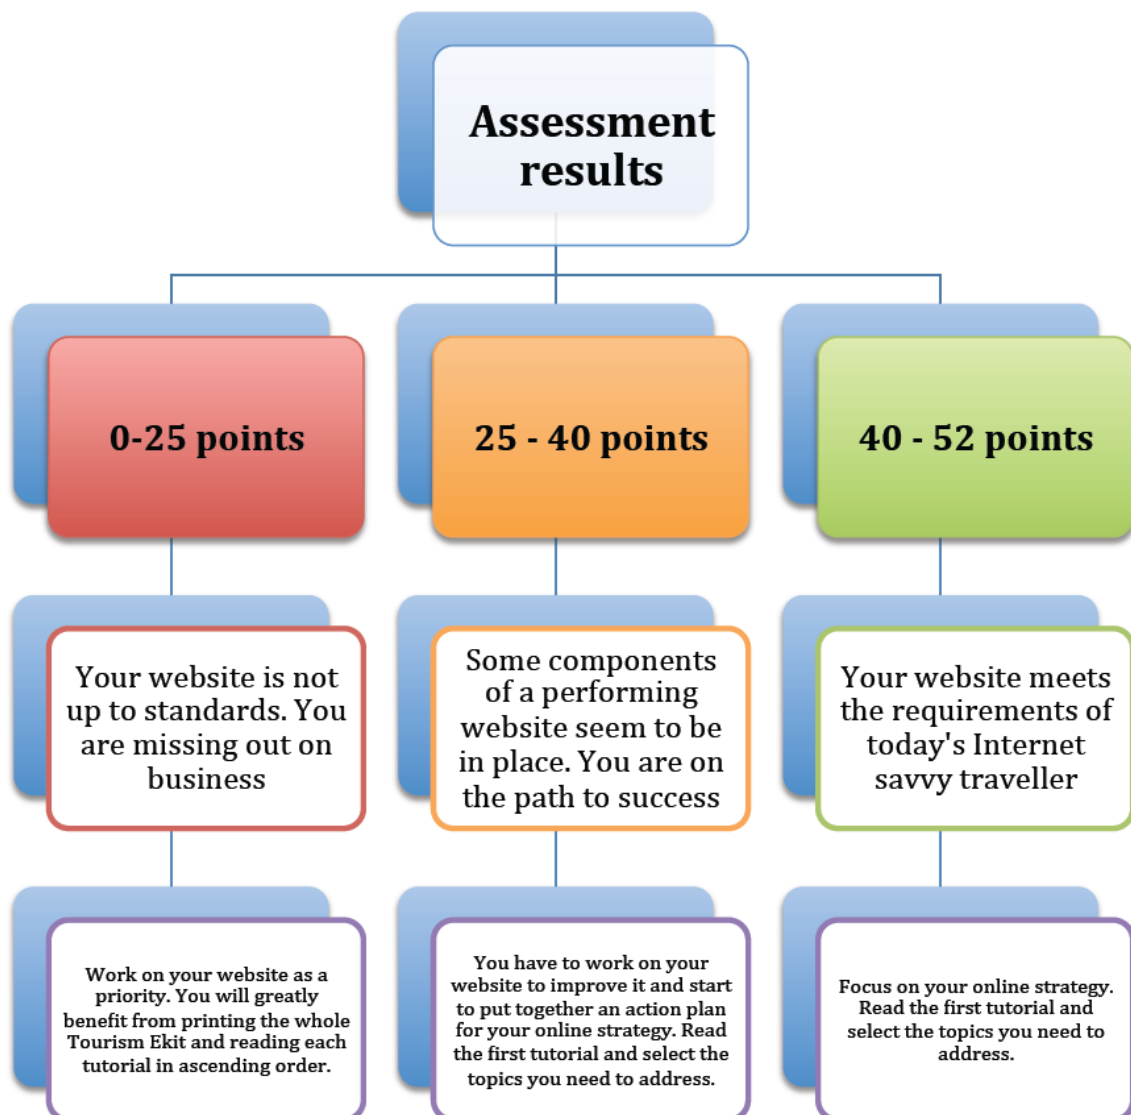 Assessment
results
0-25 points
25 - 40 points
40 - 52 points
Your website is not
up to standards. You
are missing out on
business
Some components
of a performing
website seem to be
in place. You are on
the path to success
Your website meets
the requirements of
today's Internet
savvy traveller
Work on your website as a
priority. You will greatly
benefit from printing the whole
Tourism Ekit and reading each
tutorial in ascending order.
You have to work on your
website to improve it and start
to put together an action plan
for your online strategy. Read
the first tutorial and select the
topics you need to address.
Focus on your online strategy.
Read the first tutorial and
select the topics you need to
address.